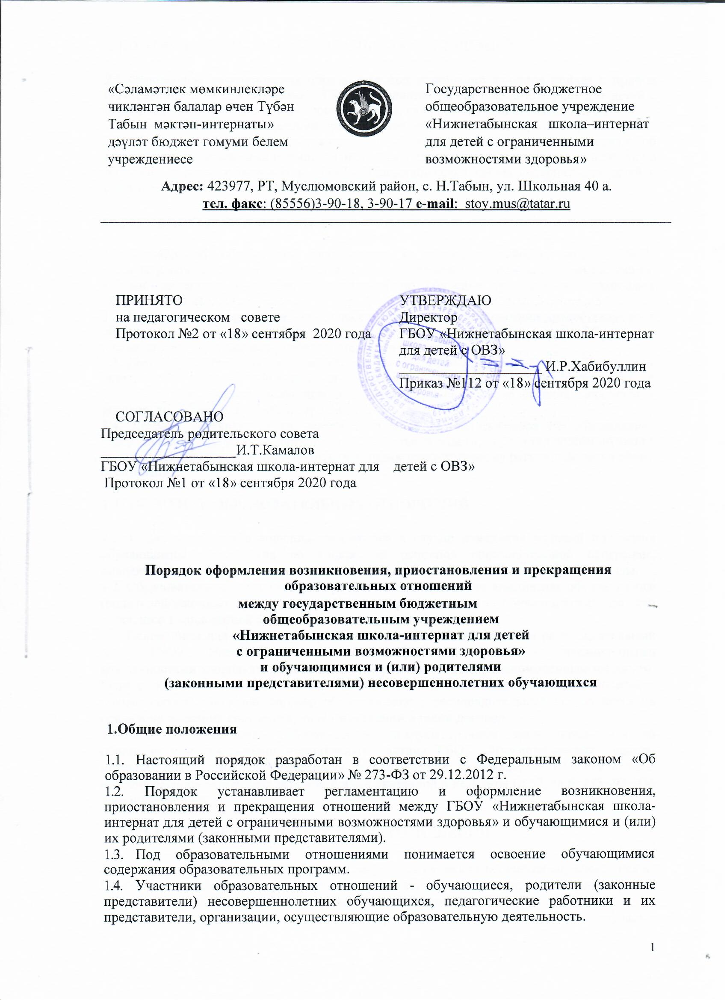 «Сәламәтлек мөмкинлекләре
чикләнгән балалар өчен Түбән
Табын мәктәп-интернаты»
дәүләт бюджет гомуми белем
учреждениесе
Государственное бюджетное
общеобразовательное учреждение
«Нижнетабынская школа–интернат
для детей с ограниченными
возможностями здоровья»
Адрес: 423977, РТ, Муслюмовский район, с. Н.Табын, ул. Школьная 40 а.
тел. факс: (85556)3-90-18, 3-90-17 e-mail: stoy.mus@tatar.ru
ПРИНЯТО
на педагогическом совете
Протокол №2 от «18» сентября 2020 года
УТВЕРЖДАЮ
Директор
ГБОУ «Нижнетабынская школа-интернат
для детей с ОВЗ»
И.Р.Хабибуллин
Приказ №112 от «18» сентября 2020 года
СОГЛАСОВАНО
Председатель родительского совета
И.Т.Камалов
ГБОУ «Нижнетабынская школа-интернат для детей с ОВЗ»
Протокол №1 от «18» сентября 2020 года
Порядок оформления возникновения, приостановления и прекращения
образовательных отношений
между государственным бюджетным
общеобразовательным учреждением
«Нижнетабынская школа-интернат для детей
с ограниченными возможностями здоровья»
и обучающимися и (или) родителями
(законными представителями) несовершеннолетних обучающихся
1.Общие положения
1.1. Настоящий порядок разработан в соответствии с Федеральным законом «Об
образовании в Российской Федерации» № 273-ФЗ от 29.12.2012 г.
1.2. Порядок устанавливает регламентацию и оформление возникновения,
приостановления и прекращения отношений между ГБОУ «Нижнетабынская школа-
интернат для детей с ограниченными возможностями здоровья» и обучающимися и (или)
их родителями (законными представителями).
1.3. Под образовательными отношениями понимается освоение обучающимися
содержания образовательных программ.
1.4. Участники образовательных отношений - обучающиеся, родители (законные
представители) несовершеннолетних обучающихся, педагогические работники и их
представители, организации, осуществляющие образовательную деятельность.
1